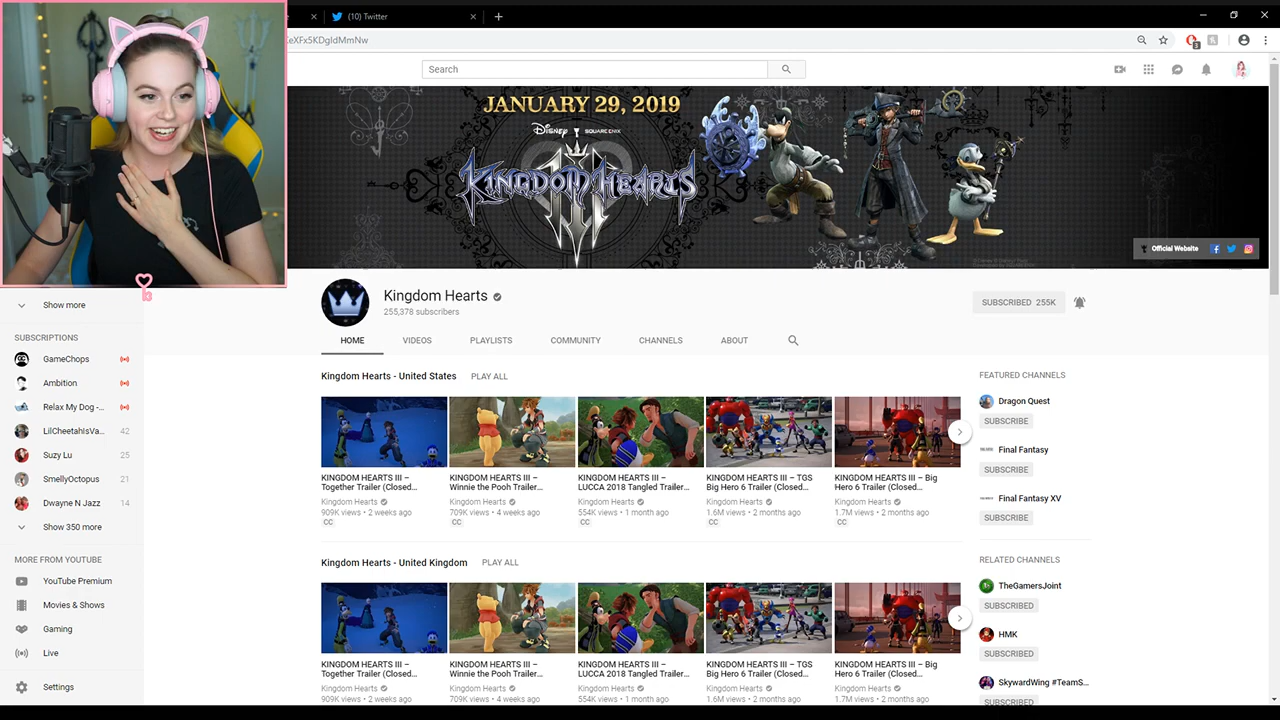 (10) Twitter
eXFx5KDgIdMmNw
3
Search
JANUARY 29, 2019
Disney SQUARE ENIX
KINGDOM HEARTS
III
Official Website
Kingdom Hearts
255,378 subscribers
SUBSCRIBED 255K
HOME VIDEOS PLAYLISTS COMMUNITY CHANNELS ABOUT
Show more
SUBSCRIPTIONS
GameChops
Ambition
Relax My Dog -...
LilCheetahIsVa... 42
Suzy Lu 25
SmellyOctopus 21
Dwayne N Jazz 14
Show 350 more
MORE FROM YOUTUBE
YouTube Premium
Movies & Shows
Gaming
Live
Settings
Kingdom Hearts - United States PLAY ALL
KINGDOM HEARTS III –
Together Trailer (Closed...
Kingdom Hearts
909K views • 2 weeks ago
CC
KINGDOM HEARTS III –
Winnie the Pooh Trailer...
Kingdom Hearts
709K views • 4 weeks ago
CC
KINGDOM HEARTS III –
LUCCA 2018 Tangled Trailer...
Kingdom Hearts
554K views • 1 month ago
CC
KINGDOM HEARTS III – TGS
Big Hero 6 Trailer (Closed...
Kingdom Hearts
1.6M views • 2 months ago
CC
KINGDOM HEARTS III – Big
Hero 6 Trailer (Closed...
Kingdom Hearts
1.7M views • 2 months ago
CC
Kingdom Hearts - United Kingdom PLAY ALL
KINGDOM HEARTS III –
Together Trailer (Closed...
Kingdom Hearts
909K views • 2 weeks ago
KINGDOM HEARTS III –
Winnie the Pooh Trailer...
Kingdom Hearts
709K views • 4 weeks ago
KINGDOM HEARTS III –
LUCCA 2018 Tangled Trailer...
Kingdom Hearts
554K views • 1 month ago
KINGDOM HEARTS III – TGS
Big Hero 6 Trailer (Closed...
Kingdom Hearts
1.6M views • 2 months ago
KINGDOM HEARTS III – Big
Hero 6 Trailer (Closed...
Kingdom Hearts
1.7M views • 2 months ago
FEATURED CHANNELS
Dragon Quest
SUBSCRIBE
Final Fantasy
SUBSCRIBE
Final Fantasy XV
SUBSCRIBE
RELATED CHANNELS
TheGamersJoint
SUBSCRIBED
HMK
SUBSCRIBED
SkywardWing #TeamS...
SUBSCRIBED